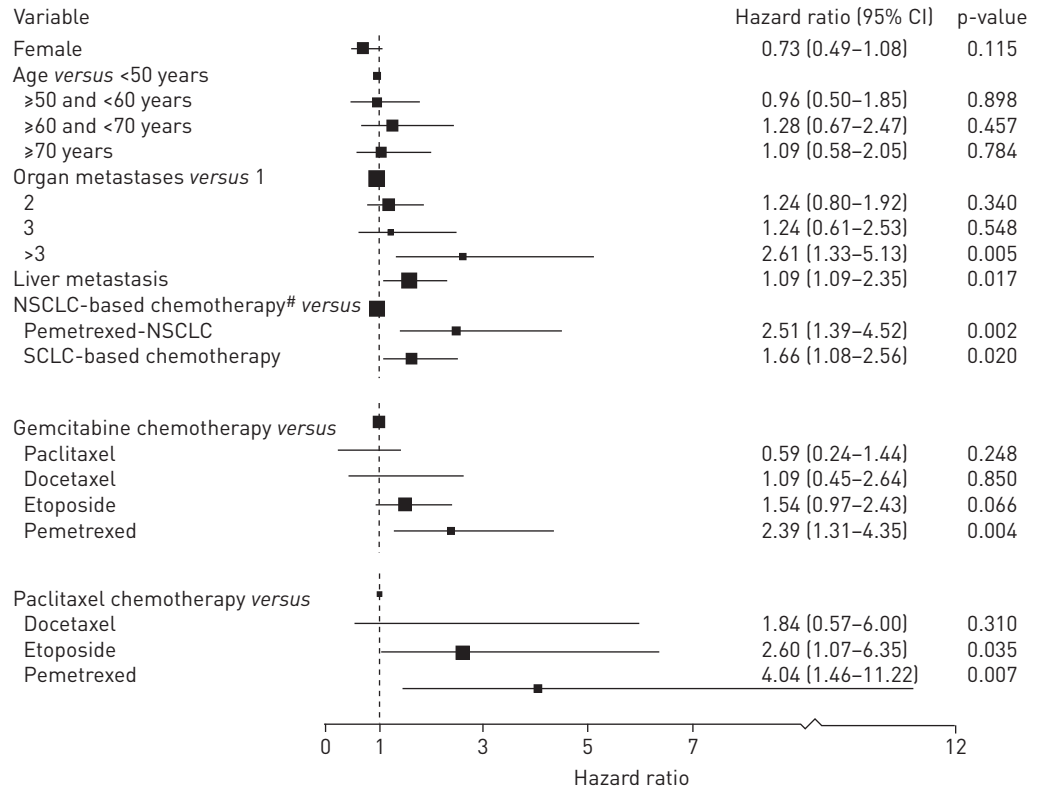 Variable Hazard ratio (95% CI) p-value
Female 0.73 (0.49–1.08) 0.115
Age versus <50 years
≥50 and <60 years 0.96 (0.50–1.85) 0.898
≥60 and <70 years 1.28 (0.67–2.47) 0.457
≥70 years 1.09 (0.58–2.05) 0.784
Organ metastases versus 1
2 1.24 (0.80–1.92) 0.340
3 1.24 (0.61–2.53) 0.548
>3 2.61 (1.33–5.13) 0.005
Liver metastasis 1.09 (1.09–2.35) 0.017
NSCLC-based chemotherapy# versus
Pemetrexed-NSCLC 2.51 (1.39–4.52) 0.002
SCLC-based chemotherapy 1.66 (1.08–2.56) 0.020
Gemcitabine chemotherapy versus
Paclitaxel 0.59 (0.24–1.44) 0.248
Docetaxel 1.09 (0.45–2.64) 0.850
Etoposide 1.54 (0.97–2.43) 0.066
Pemetrexed 2.39 (1.31–4.35) 0.004
Paclitaxel chemotherapy versus
Docetaxel 1.84 (0.57–6.00) 0.310
Etoposide 2.60 (1.07–6.35) 0.035
Pemetrexed 4.04 (1.46–11.22) 0.007
0 1 3 5 7 12
Hazard ratio